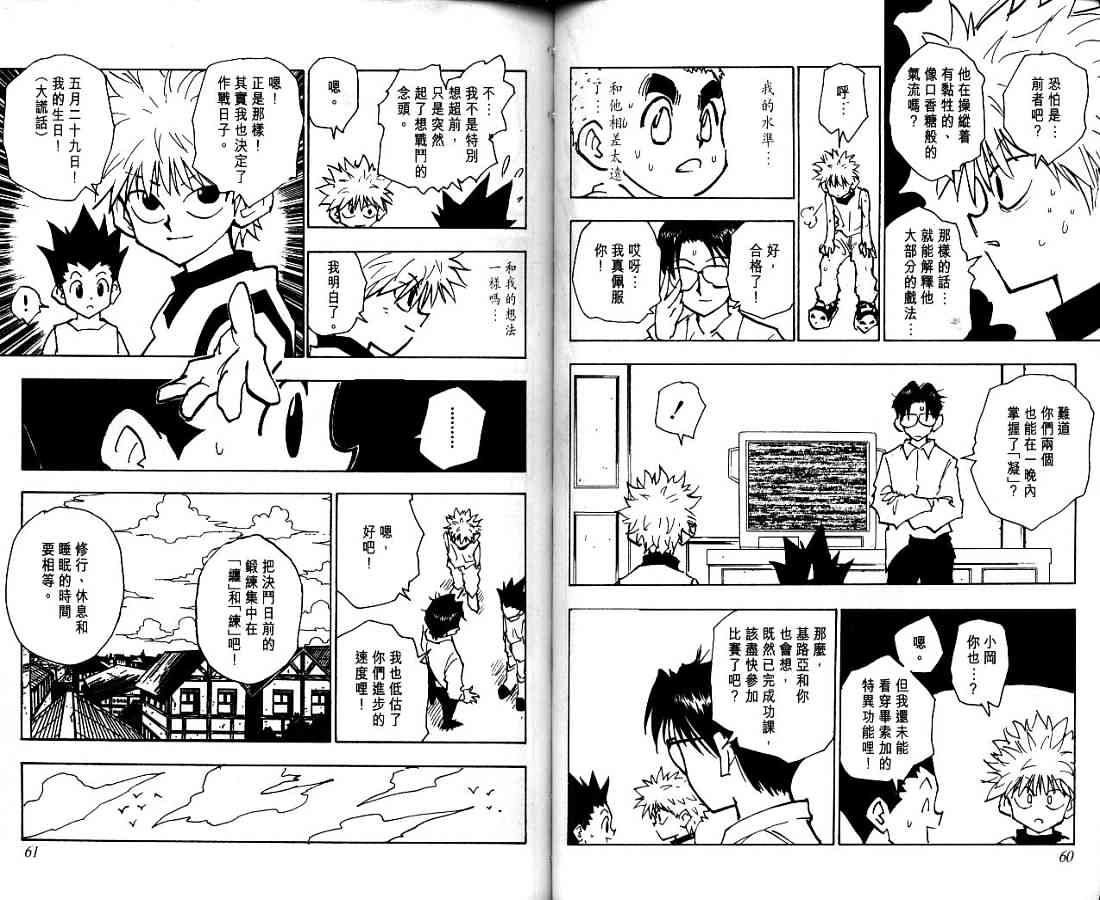 恐怕是…
前者吧？
他在操縱着
有黏牲的、
像口香糖般的
氣流嗎？
那樣的話…
就能解釋他
大部分的戲法…
呼…
我的水準…
和他相差太遠
了…
好，
合格了！
哎呀…
我真佩服
你！
難道
你們兩個
也能在一晚內
掌握了「凝」？
！
小岡
你也…？
嗯。
但我還未能
看穿畢索加的
特異功能哩！
那麼，
基路亞和你
也會想，
既然已完成功課，
該盡快參加
比賽了吧？
60
不…
我不是特別
想超前，
只是突然
起了想戰鬥的
念頭。
嗯。
和我的想法
一樣嗎…
我明白了。
嗯！
正是那樣！
其實我也決定了
作戰日子。
五月二十九日！
我的生日！
（大謊話）
！
………
嗯，
好吧！
我也低估了
你們進步的
速度哩！
把決鬥日前的
鍛練集中在
「纏」和「練」吧！
修行、休息和
睡眠的時間
要相等。
61